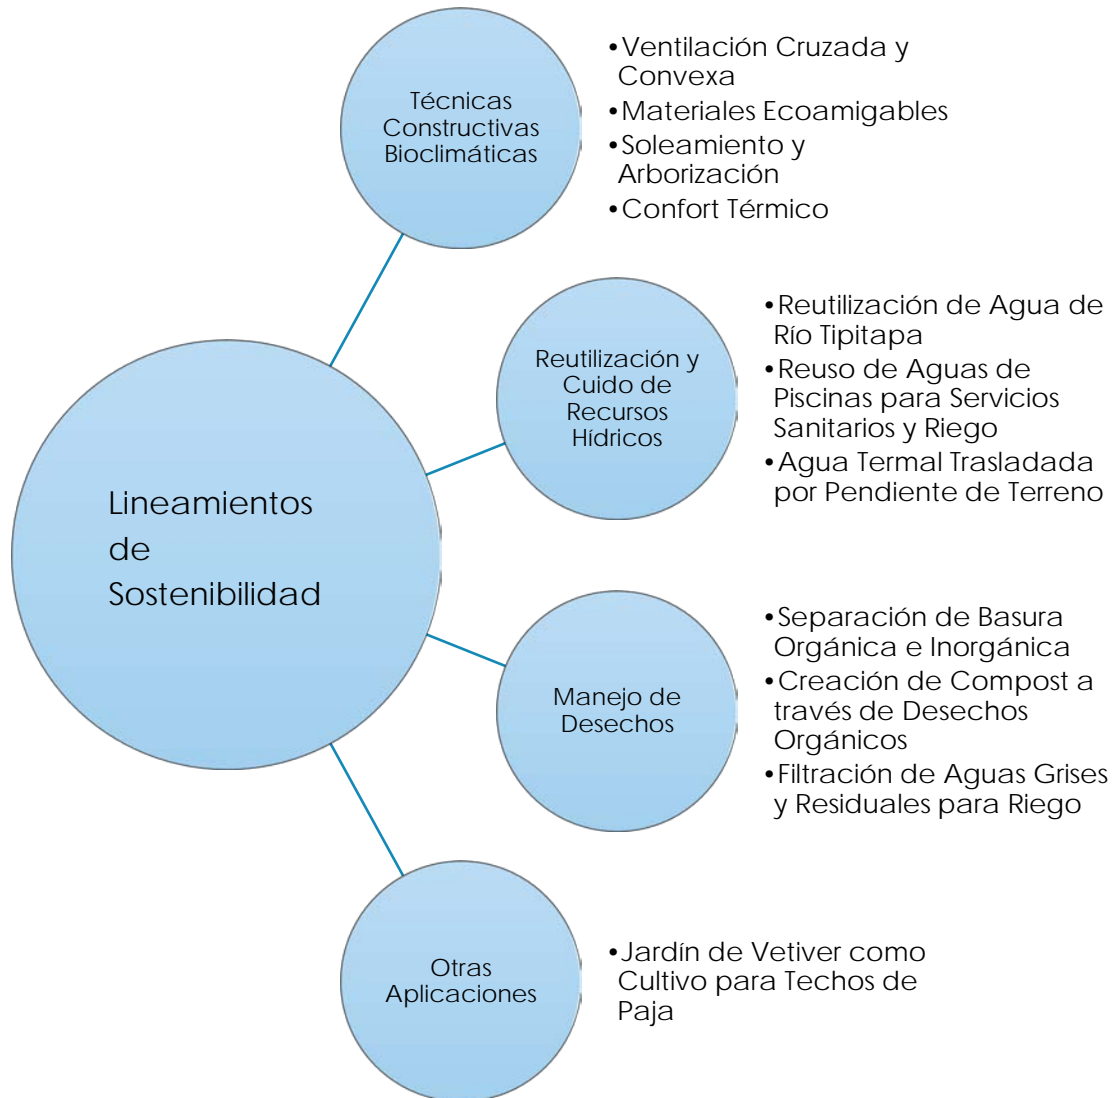 Técnicas
Constructivas
Bioclimáticas
•Ventilación Cruzada y
Convexa
•Materiales Ecoamigables
•Soleamiento y
Arborización
•Confort Térmico
Lineamientos
de
Sostenibilidad
Reutilización y
Cuido de
Recursos
Hídricos
•Reutilización de Agua de
Río Tipitapa
•Reuso de Aguas de
Piscinas para Servicios
Sanitarios y Riego
•Agua Termal Trasladada
por Pendiente de Terreno
Manejo de
Desechos
•Separación de Basura
Orgánica e Inorgánica
•Creación de Compost a
través de Desechos
Orgánicos
•Filtración de Aguas Grises
y Residuales para Riego
Otras
Aplicaciones
•Jardín de Vetiver como
Cultivo para Techos de
Paja